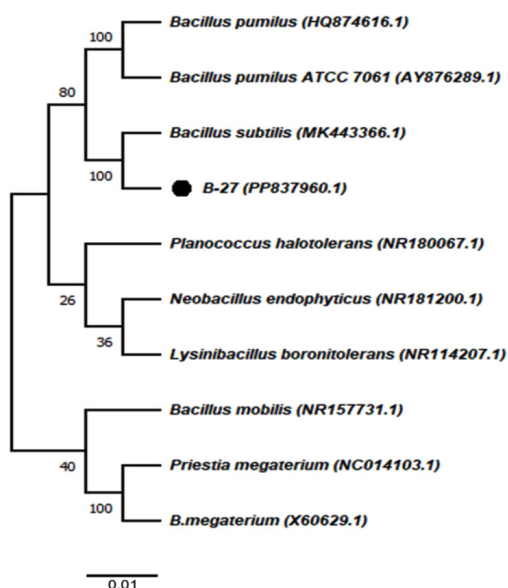 100
Bacillus pumilus (HQ874616.1)
Bacillus pumilus ATCC 7061 (AY876289.1)
80
Bacillus subtilis (MK443366.1)
100
B-27 (PP837960.1)
Planococcus halotolerans (NR180067.1)
26
Neobacillus endophyticus (NR181200.1)
36
Lysinibacillus boronitolerans (NR114207.1)
Bacillus mobilis (NR157731.1)
40
Priestia megaterium (NC014103.1)
100
B.megaterium (X60629.1)
0.01